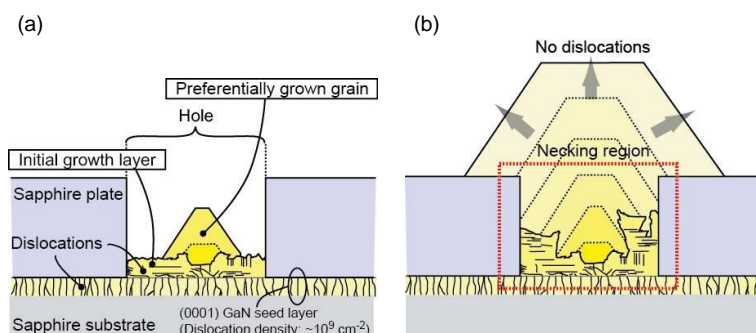 (a)
Preferentially grown grain
Hole
Initial growth layer
Sapphire plate
Dislocations
(0001) GaN seed layer
(Dislocation density: ~10⁹ cm⁻²)
Sapphire substrate
(b)
No dislocations
Necking region